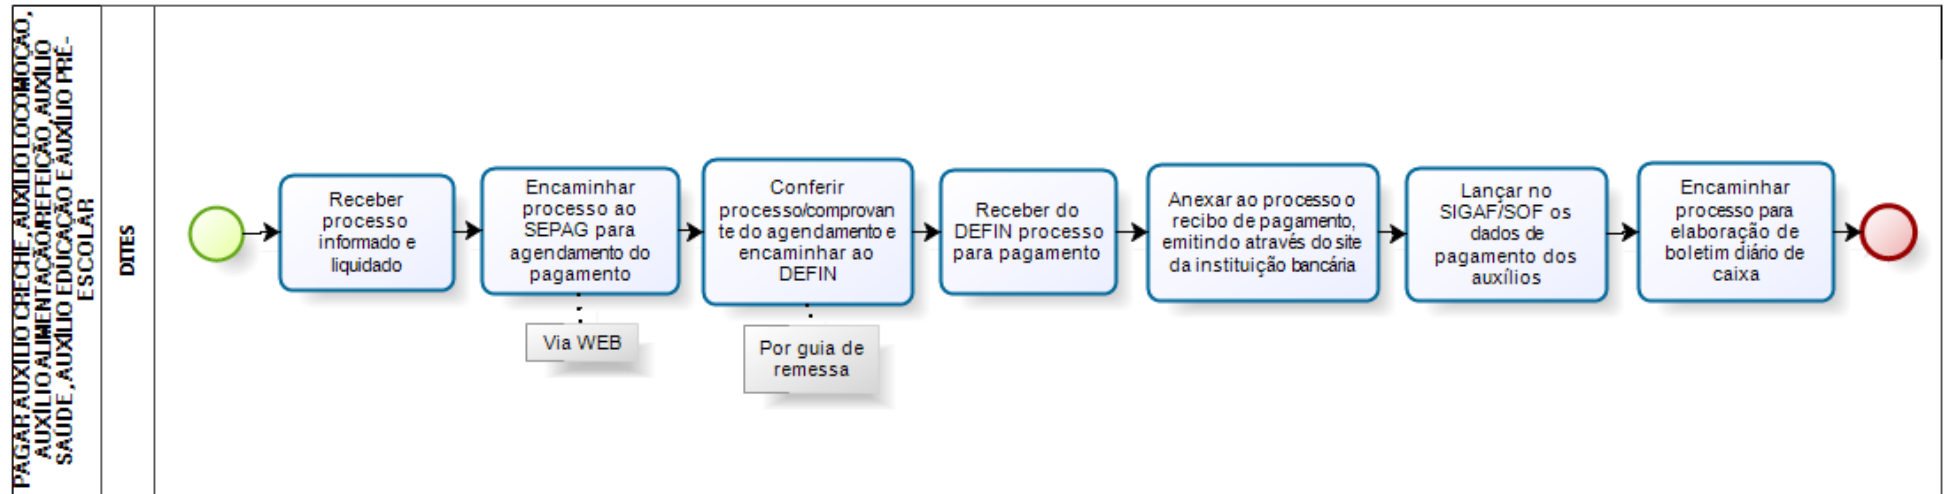 PAGAR AUXÍLIO CRECHE, AUXÍLIO LOCOMOÇÃO,
AUXÍLIO ALIMENTAÇÃO/REFEIÇÃO, AUXÍLIO
SAÚDE, AUXÍLIO EDUCAÇÃO E AUXÍLIO PRÉ-
ESCOLAR
DITES
Receber
processo
informado e
liquidado
Encaminhar
processo ao
SEPAG para
agendamento do
pagamento
Via WEB
Conferir
processo/comprovan
te do agendamento e
encaminhar ao
DEFIN
Por guia de
remessa
Receber do
DEFIN processo
para pagamento
Anexar ao processo o
recibo de pagamento,
emitindo através do site
da instituição bancária
Lançar no
SIGAF/SOF os
dados de
pagamento dos
auxílios
Encaminhar
processo para
elaboração de
boletim diário de
caixa